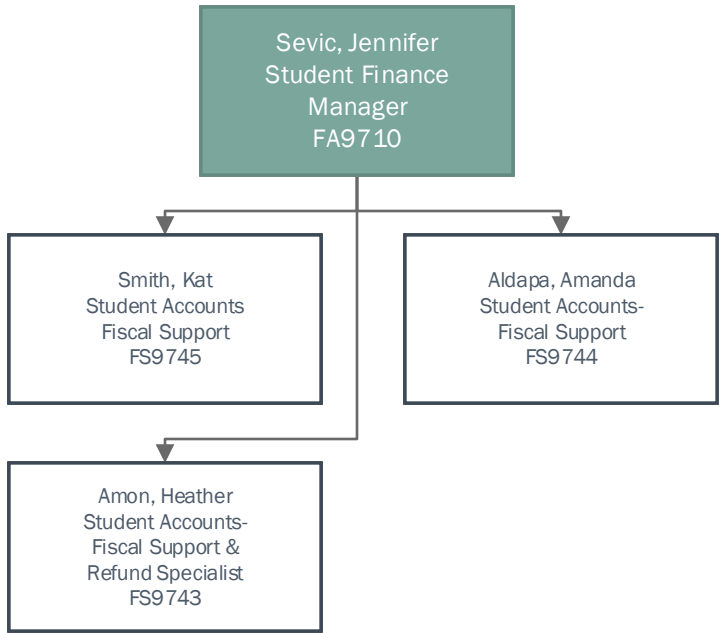 Sevic, Jennifer
Student Finance
Manager
FA9710
Smith, Kat
Student Accounts
Fiscal Support
FS9745
Aldapa, Amanda
Student Accounts-
Fiscal Support
FS9744
Amon, Heather
Student Accounts-
Fiscal Support &
Refund Specialist
FS9743